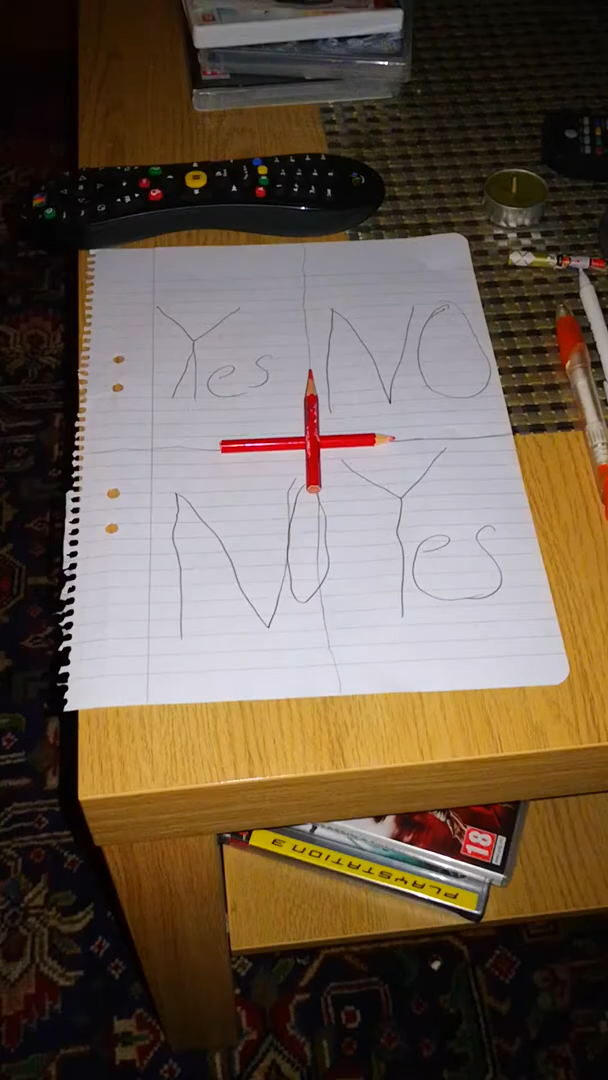 Yes NO
NO Yes
18
PLAYSTATION 3